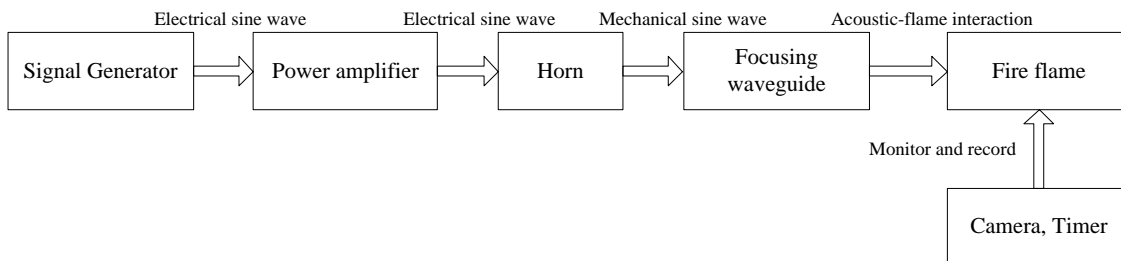 Electrical sine wave
Electrical sine wave
Mechanical sine wave
Acoustic-flame interaction
Signal Generator
Power amplifier
Horn
Focusing
waveguide
Fire flame
Monitor and record
Camera, Timer